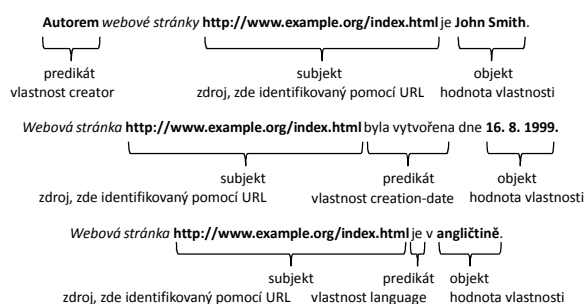 Autorem webové stránky http://www.example.org/index.html je John Smith.
predikát subjekt objekt
vlastnost creator zdroj, zde identifikovaný pomocí URL hodnota vlastnosti
Webová stránka http://www.example.org/index.html byla vytvořena dne 16. 8. 1999.
subjekt predikát objekt
zdroj, zde identifikovaný pomocí URL vlastnost creation-date hodnota vlastnosti
Webová stránka http://www.example.org/index.html je v angličtině.
subjekt predikát objekt
zdroj, zde identifikovaný pomocí URL vlastnost language hodnota vlastnosti